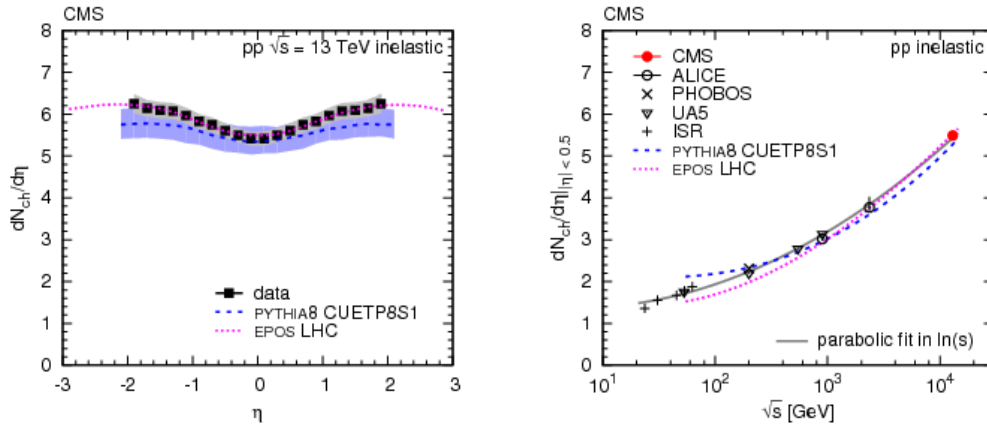 CMS
pp √s = 13 TeV inelastic
8
7
6
5
4
3
2
1
0
dN_ch/dη
data
PYTHIA8 CUETP8S1
EPOS LHC
-3 -2 -1 0 1 2 3
η
CMS
pp inelastic
8
7
6
5
4
3
2
1
0
dN_ch/dη|_|η| < 0.5
CMS
ALICE
PHOBOS
UA5
ISR
PYTHIA8 CUETP8S1
EPOS LHC
parabolic fit in ln(s)
10^1 10^2 10^3 10^4
√s [GeV]